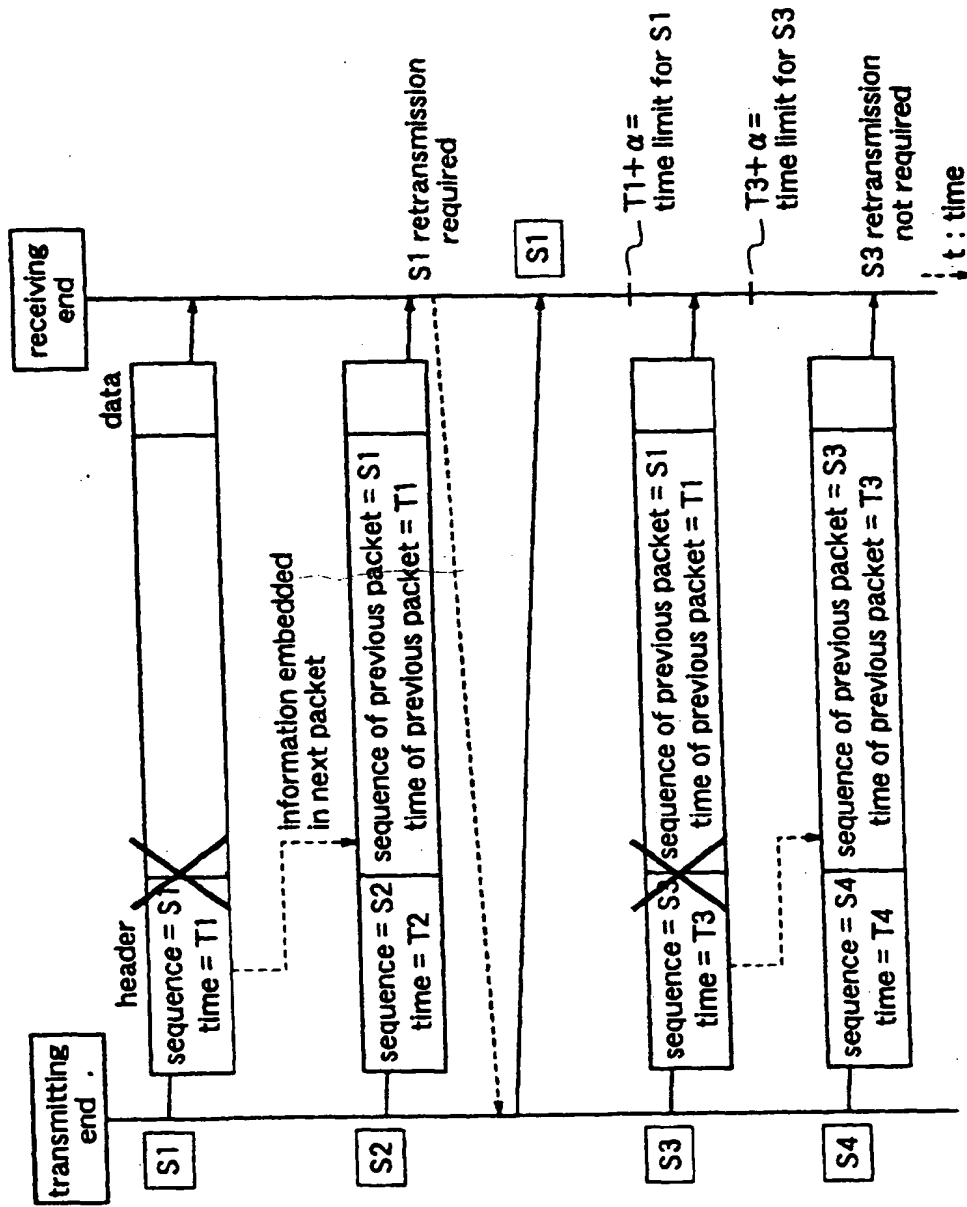 transmitting
end
receiving
end
header
data
S1
sequence = S1
time = T1
information embedded
in next packet
S2
sequence = S2
time = T2
sequence of previous packet = S1
time of previous packet = T1
S1 retransmission
required
S1
T1+α=
time limit for S1
S3
sequence = S3
time = T3
sequence of previous packet = S1
time of previous packet = T1
T3+α=
time limit for S3
S4
sequence = S4
time = T4
sequence of previous packet = S3
time of previous packet = T3
S3 retransmission
not required
t : time